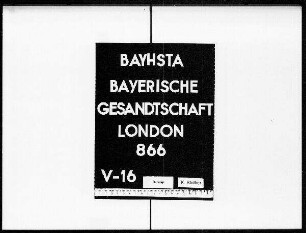 BAYHSTA
BAYERISCHE
GESANDTSCHAFT
LONDON
866
V-16